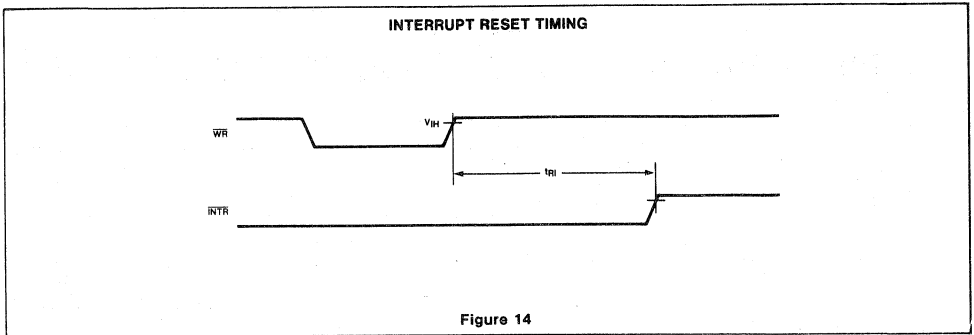 INTERRUPT RESET TIMING
VIH
WR
tRI
INTR
Figure 14